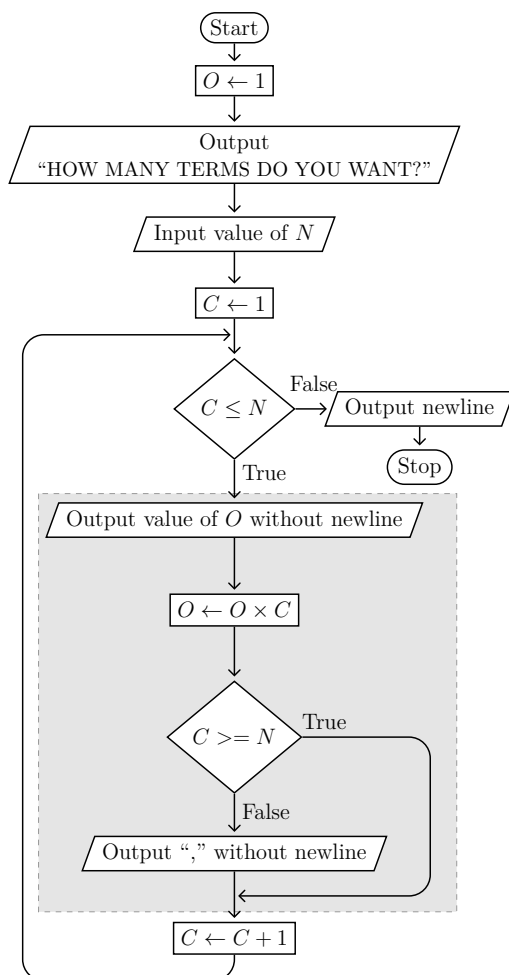 Start
O ← 1
Output
“HOW MANY TERMS DO YOU WANT?”
Input value of N
C ← 1
C ≤ N
False
Output newline
Stop
True
Output value of O without newline
O ← O × C
C >= N
True
False
Output “,” without newline
C ← C + 1